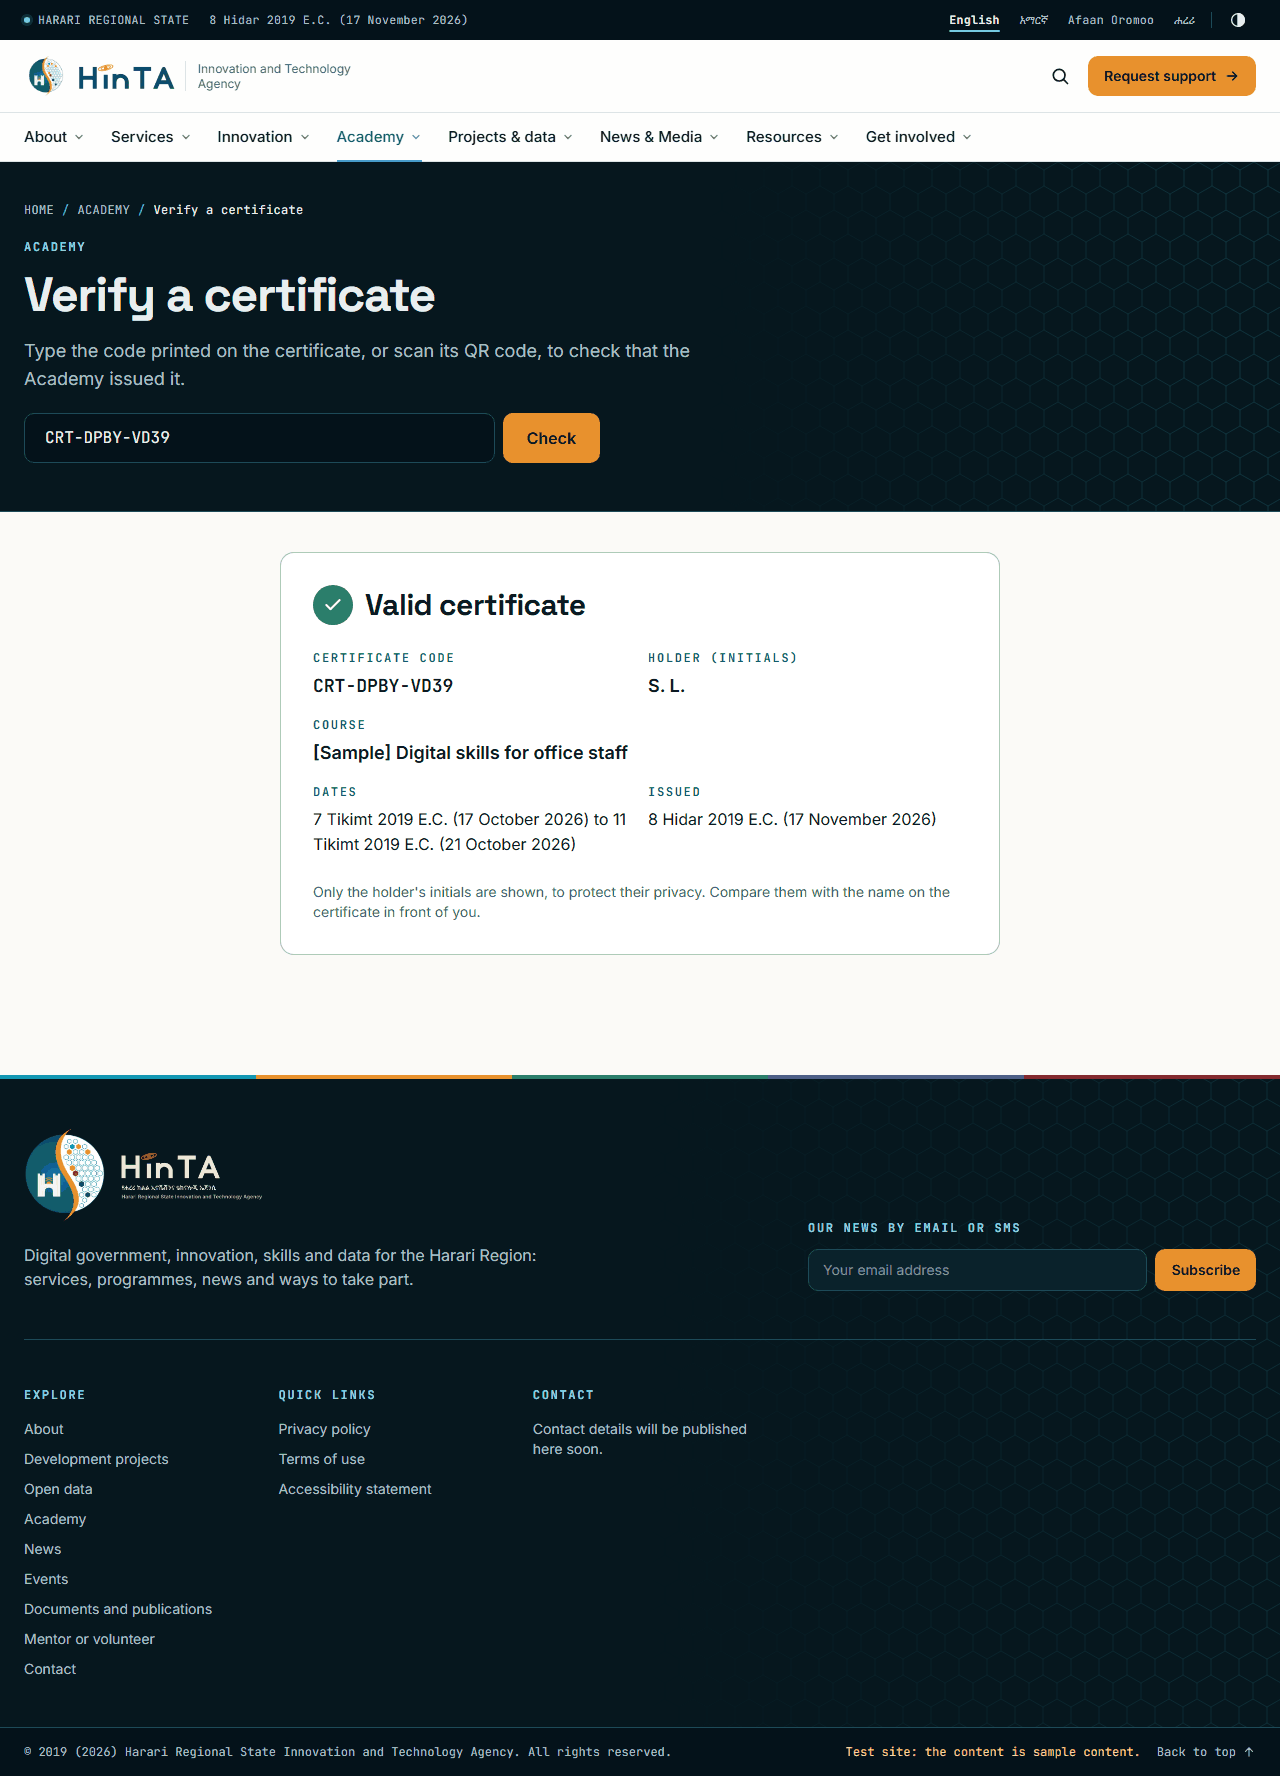 HARARI REGIONAL STATE 8 Hidar 2019 E.C. (17 November 2026)
English አማርኛ Afaan Oromoo ሐረሪ
HinTA Innovation and Technology
Agency
Request support →
About Services Innovation Academy Projects & data News & Media Resources Get involved
HOME / ACADEMY / Verify a certificate
ACADEMY
Verify a certificate
Type the code printed on the certificate, or scan its QR code, to check that the
Academy issued it.
CRT-DPBY-VD39 Check
Valid certificate
CERTIFICATE CODE HOLDER (INITIALS)
CRT-DPBY-VD39 S. L.
COURSE
[Sample] Digital skills for office staff
DATES ISSUED
7 Tikimt 2019 E.C. (17 October 2026) to 11 8 Hidar 2019 E.C. (17 November 2026)
Tikimt 2019 E.C. (21 October 2026)
Only the holder's initials are shown, to protect their privacy. Compare them with the name on the
certificate in front of you.
HinTA
Harari Regional State Innovation and Technology Agency
OUR NEWS BY EMAIL OR SMS
Digital government, innovation, skills and data for the Harari Region:
services, programmes, news and ways to take part.
Your email address Subscribe
EXPLORE QUICK LINKS CONTACT
About Privacy policy Contact details will be published
here soon.
Development projects Terms of use
Open data Accessibility statement
Academy
News
Events
Documents and publications
Mentor or volunteer
Contact
© 2019 (2026) Harari Regional State Innovation and Technology Agency. All rights reserved.
Test site: the content is sample content. Back to top ↑